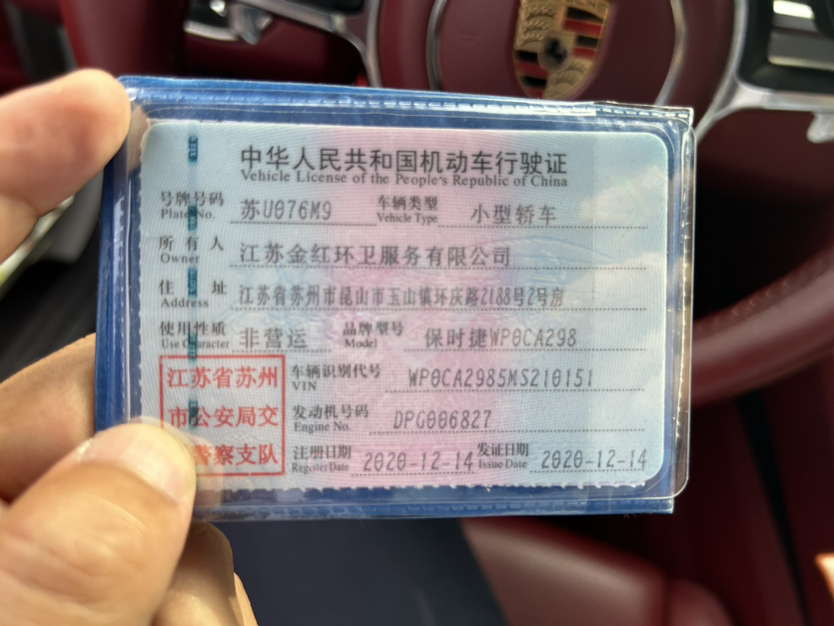 中华人民共和国机动车行驶证
Vehicle License of the People's Republic of China
号牌号码 苏U076M9 车辆类型 小型轿车
Plate No. Vehicle Type
所有人 江苏金红环卫服务有限公司
Owner
住址 江苏省苏州市昆山市玉山镇环庆路2188号2号房
Address
使用性质 非营运 品牌型号 保时捷WP0CA298
Use Character Model
江苏省苏州 车辆识别代号 WP0CA2985MS210151
VIN
市公安局交 发动机号码 DPG006827
Engine No.
警察支队 注册日期 2020-12-14 发证日期 2020-12-14
Register Date Issue Date